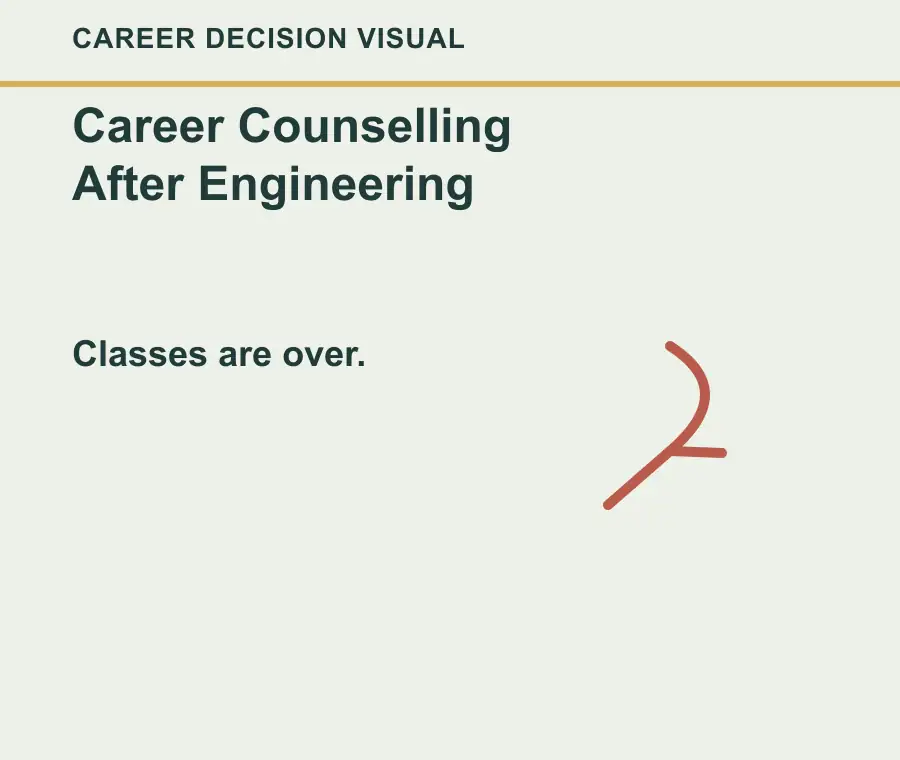 CAREER DECISION VISUAL
Career Counselling
After Engineering
Classes are over.